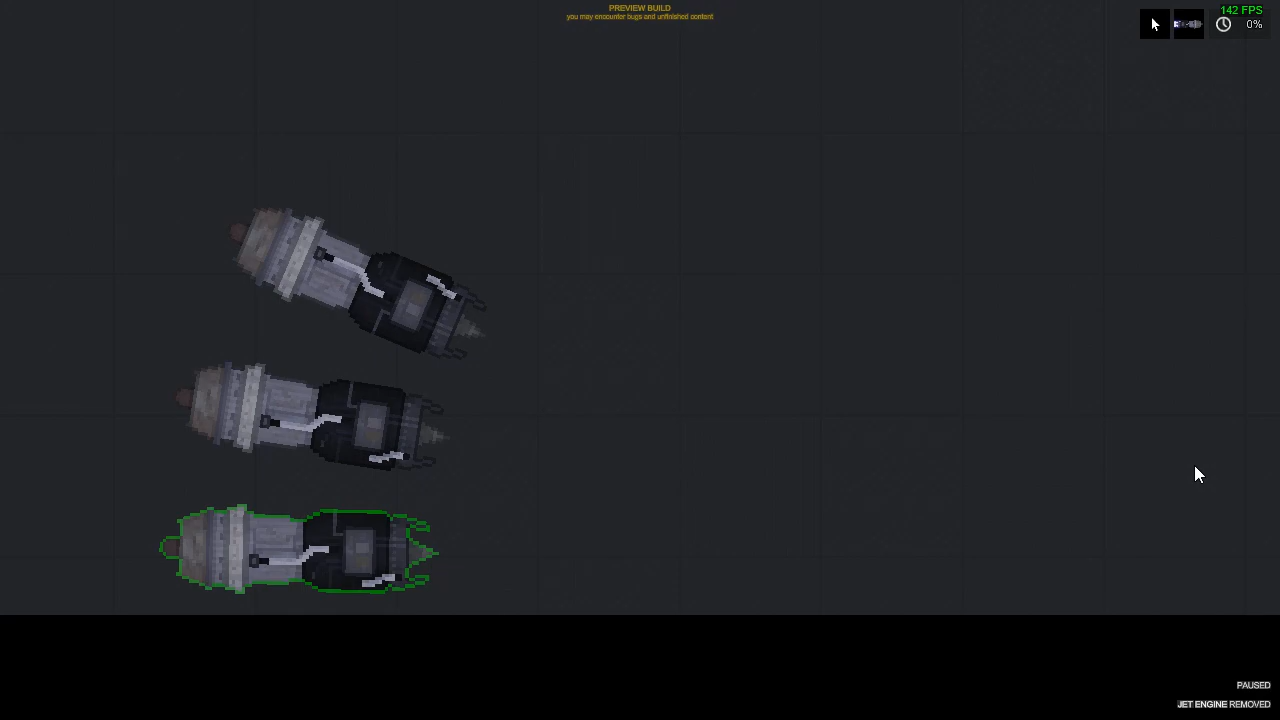 PREVIEW BUILD
you may encounter bugs and unfinished content
142 FPS
0%
PAUSED
JET ENGINE REMOVED